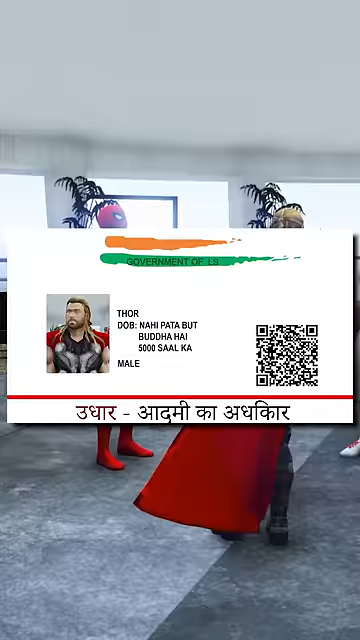 GOVERNMENT OF LS
THOR
DOB: NAHI PATA BUT
BUDDHA HAI
5000 SAAL KA
MALE
उधार - आदमी का अधिकार